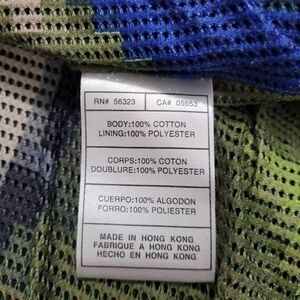 RN# 56323 CA# 05553
BODY:100% COTTON
LINING:100% POLYESTER
CORPS:100% COTON
DOUBLURE:100% POLYESTER
CUERPO:100% ALGODON
FORRO:100% POLIESTER
MADE IN HONG KONG
FABRIQUE A HONG KONG
HECHO EN HONG KONG